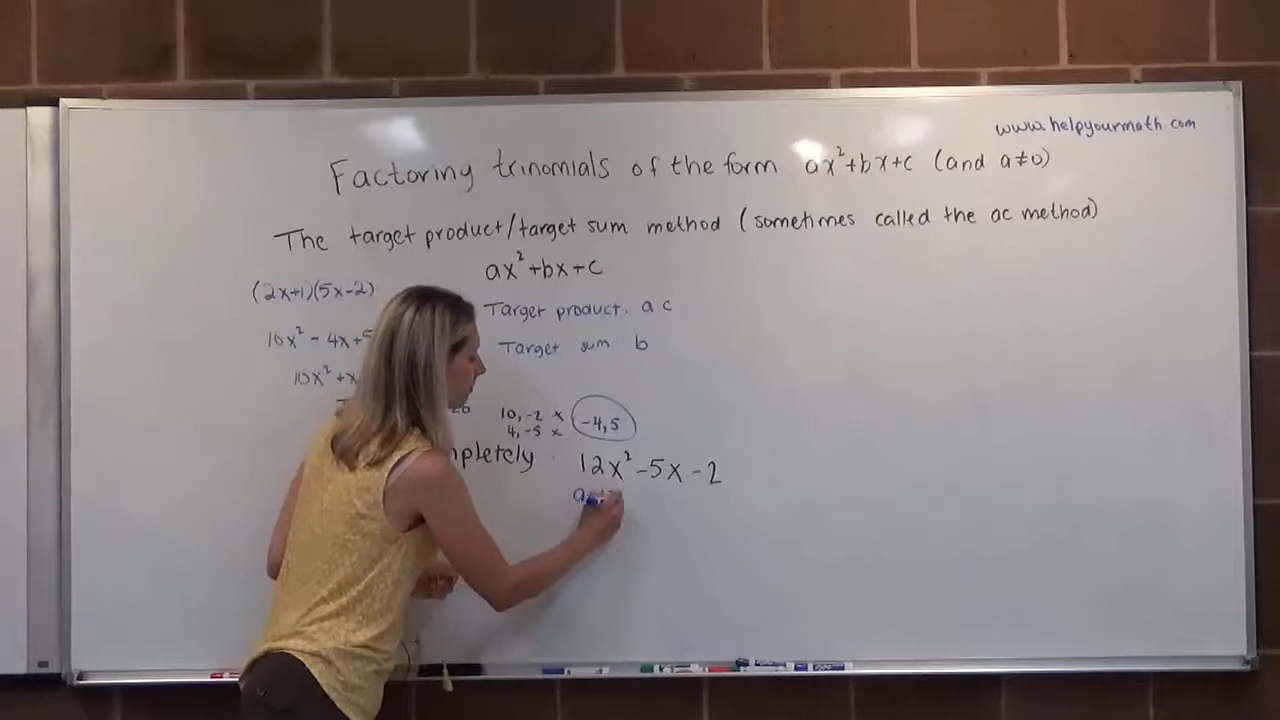 www.helpyourmath.com
Factoring trinomials of the form ax²+bx+c (and a≠0)
The target product/target sum method (sometimes called the ac method)
ax²+bx+c
(2x+1)(5x-2)
Target product. a c
10x² - 4x+5
Target sum b
10x² +x
10, -2 x
-4,5
4, -5 x
12x² -5x -2